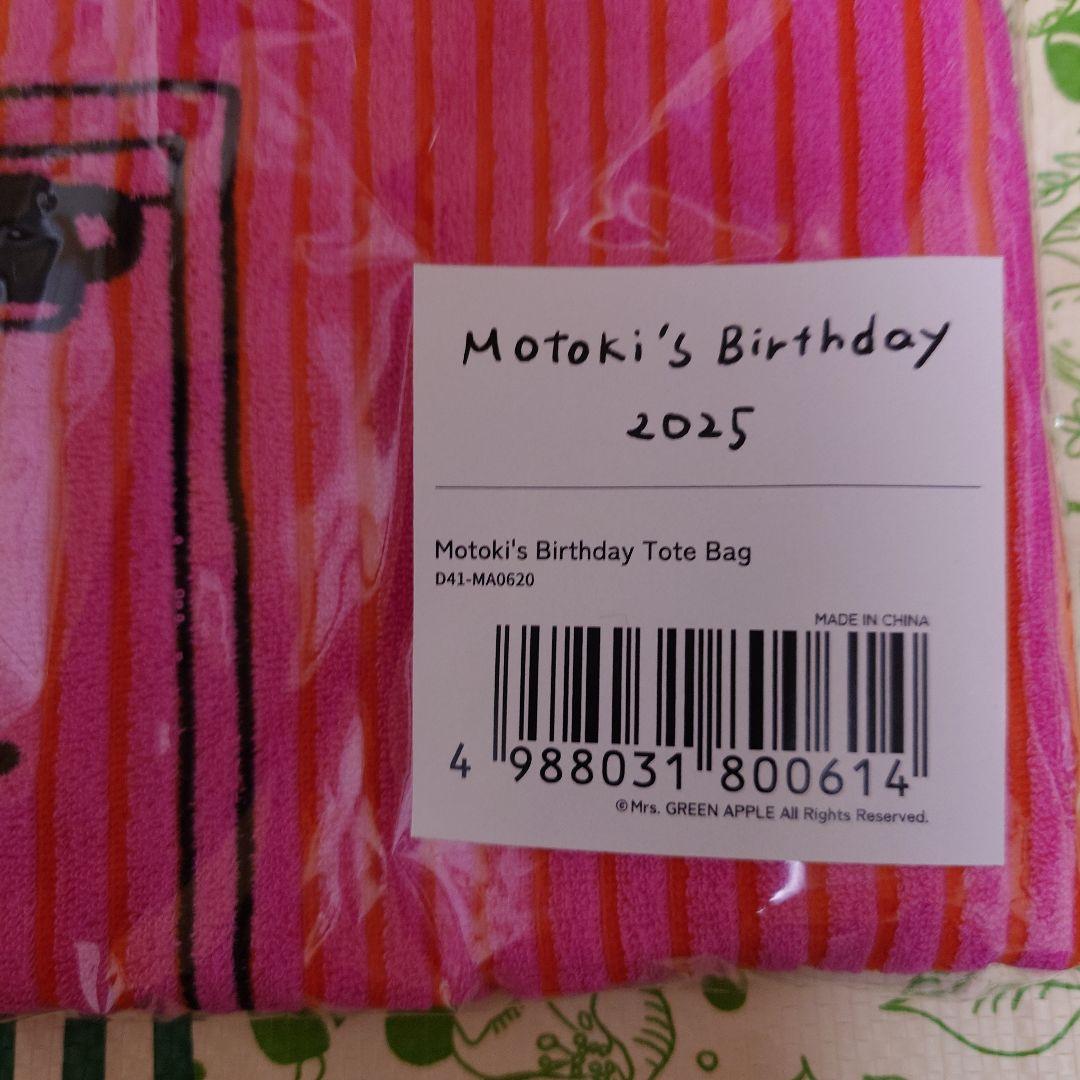 Motoki's Birthday
2025
Motoki's Birthday Tote Bag
D41-MA0620
MADE IN CHINA
4 988031 800614
©Mrs. GREEN APPLE All Rights Reserved.